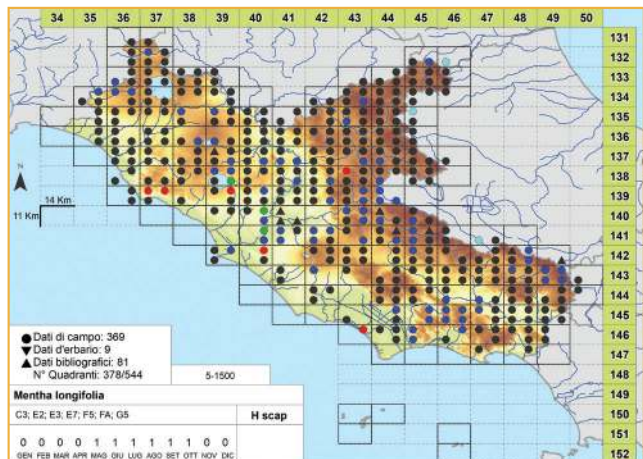 34 35 36 37 38 39 40 41 42 43 44 45 46 47 48 49 50
131
132
133
134
135
136
137
138
139
140
141
142
143
144
145
146
147
148
149
150
151
152
N
14 Km
11 Km
Dati di campo: 369
Dati d'erbario: 9
Dati bibliografici: 81
N° Quadranti: 378/544
5-1500
Mentha longifolia
C3; E2; E3; E7; F5; FA; G5
H scap
0 0 0 0 1 1 1 1 1 1 0 0
GEN FEB MAR APR MAG GIU LUG AGO SET OTT NOV DIC